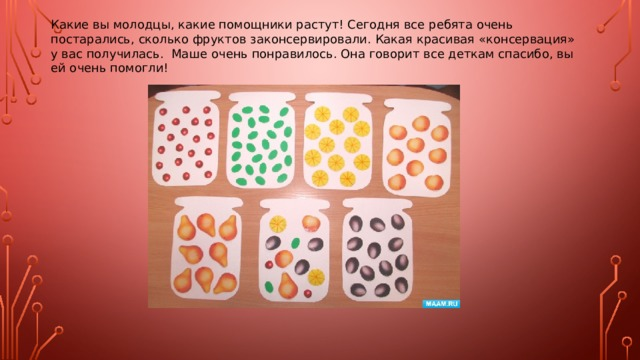 Какие вы молодцы, какие помощники растут! Сегодня все ребята очень
постарались, сколько фруктов законсервировали. Какая красивая «консервация»
у вас получилась.  Маше очень понравилось. Она говорит все деткам спасибо, вы
ей очень помогли!
MAAM.RU